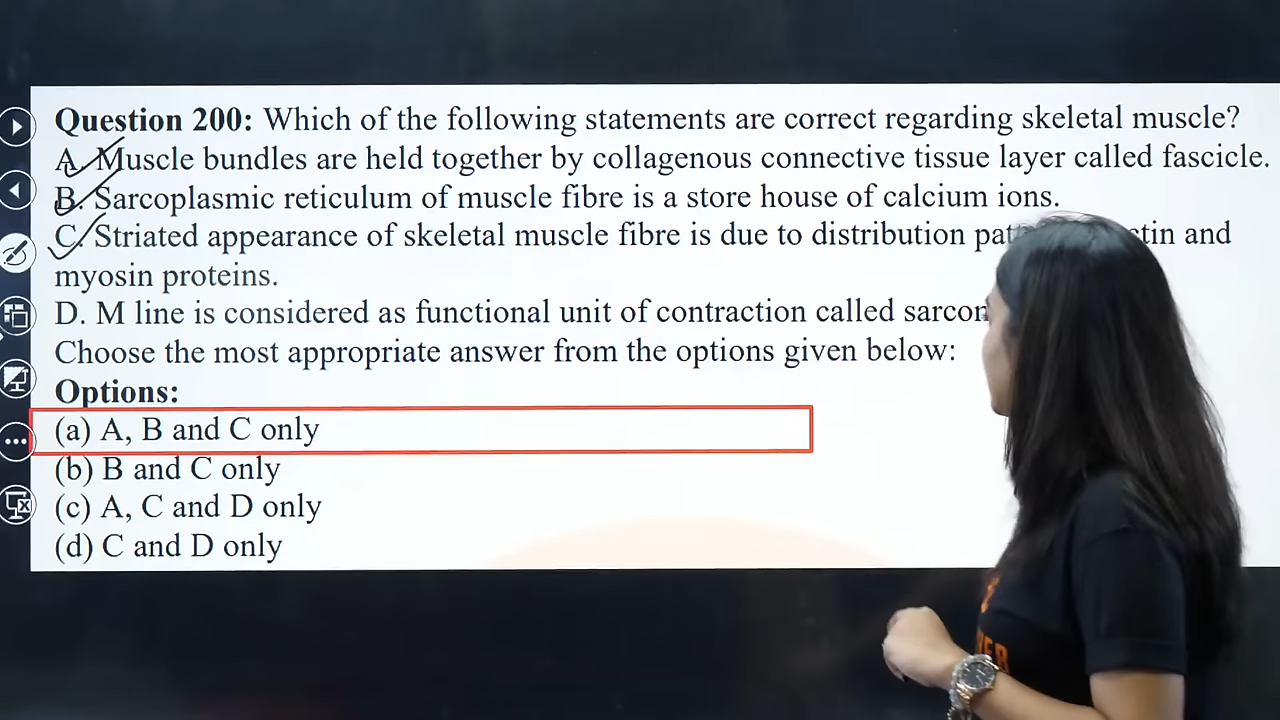 Question 200: Which of the following statements are correct regarding skeletal muscle?
A. Muscle bundles are held together by collagenous connective tissue layer called fascicle.
B. Sarcoplasmic reticulum of muscle fibre is a store house of calcium ions.
C. Striated appearance of skeletal muscle fibre is due to distribution and
myosin proteins.
D. M line is considered as functional unit of contraction called
Choose the most appropriate answer from the options given below:
Options:
(a) A, B and C only
(b) B and C only
(c) A, C and D only
(d) C and D only